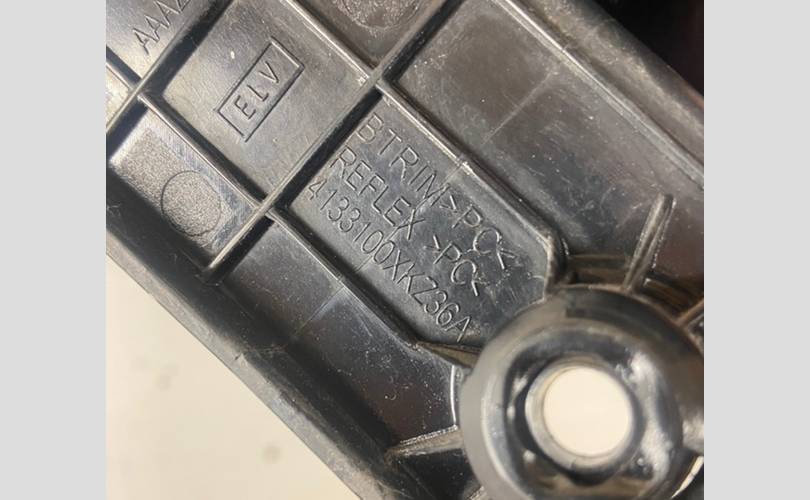 ELV
BTRIM>PC<
REFLEX >PC<
4133100XKZ36A